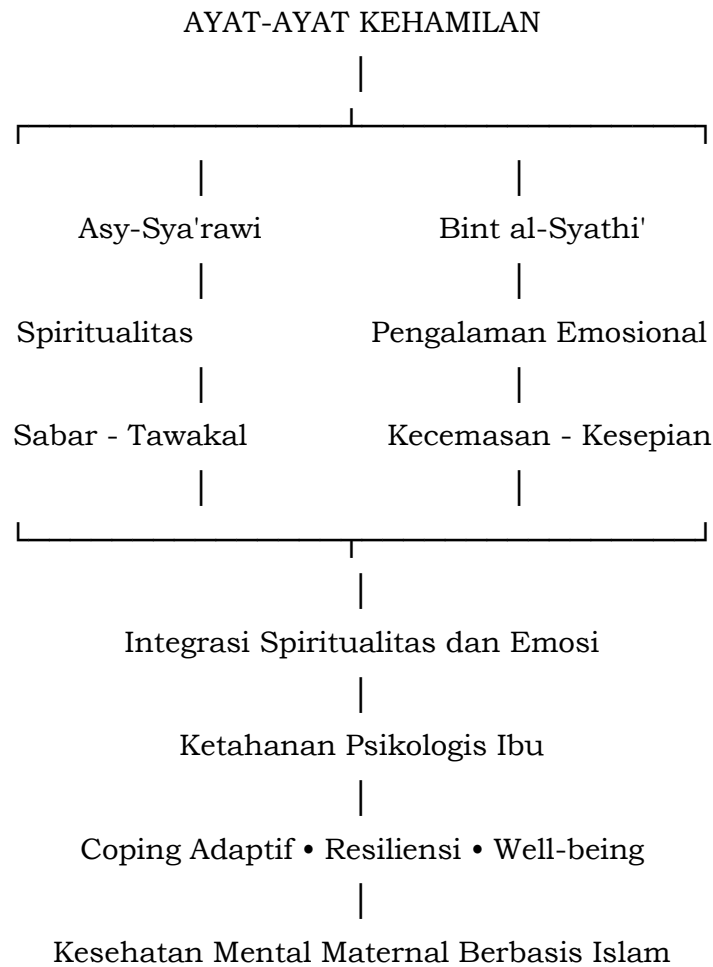 AYAT-AYAT KEHAMILAN
Asy-Sya'rawi Bint al-Syathi'
Spiritualitas Pengalaman Emosional
Sabar - Tawakal Kecemasan - Kesepian
Integrasi Spiritualitas dan Emosi
Ketahanan Psikologis Ibu
Coping Adaptif • Resiliensi • Well-being
Kesehatan Mental Maternal Berbasis Islam